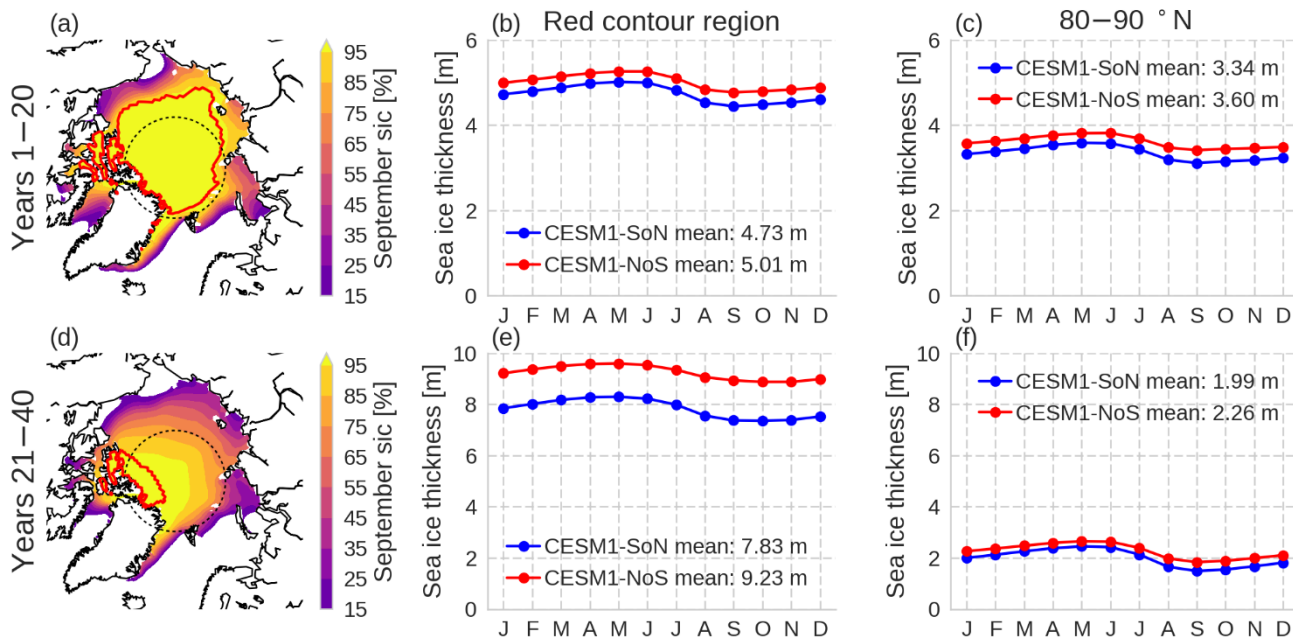 (a)
Years 1−20
95
85
75
65
55
45
35
25
15
September sic [%]
(b)
Red contour region
6
4
2
0
Sea ice thickness [m]
CESM1-SoN mean: 4.73 m
CESM1-NoS mean: 5.01 m
J F M A M J J A S O N D
(c)
80−90 °N
6
4
2
0
Sea ice thickness [m]
CESM1-SoN mean: 3.34 m
CESM1-NoS mean: 3.60 m
J F M A M J J A S O N D
(d)
Years 21−40
95
85
75
65
55
45
35
25
15
September sic [%]
(e)
10
8
6
4
2
0
Sea ice thickness [m]
CESM1-SoN mean: 7.83 m
CESM1-NoS mean: 9.23 m
J F M A M J J A S O N D
(f)
10
8
6
4
2
0
Sea ice thickness [m]
CESM1-SoN mean: 1.99 m
CESM1-NoS mean: 2.26 m
J F M A M J J A S O N D